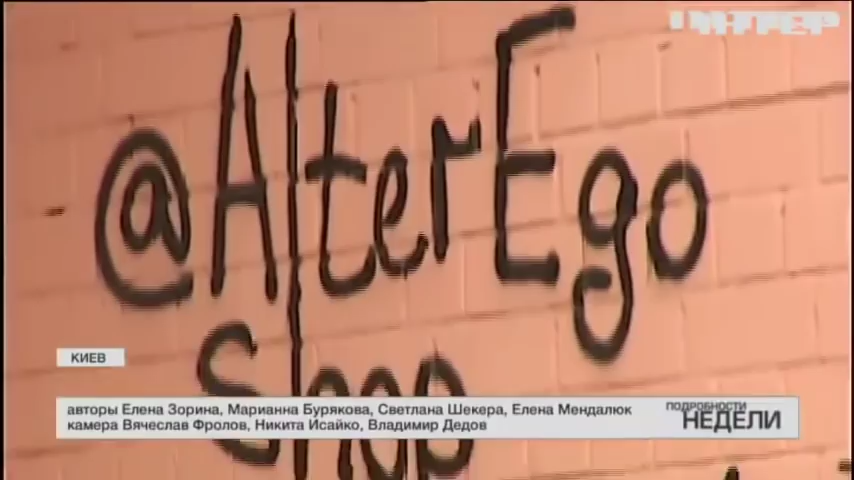 ИНТЕР
@AlterEgo
Shop
КИЕВ
авторы Елена Зорина, Марианна Бурякова, Светлана Шекера, Елена Мендалюк
камера Вячеслав Фролов, Никита Исайко, Владимир Дедов
ПОДРОБНОСТИ
НЕДЕЛИ